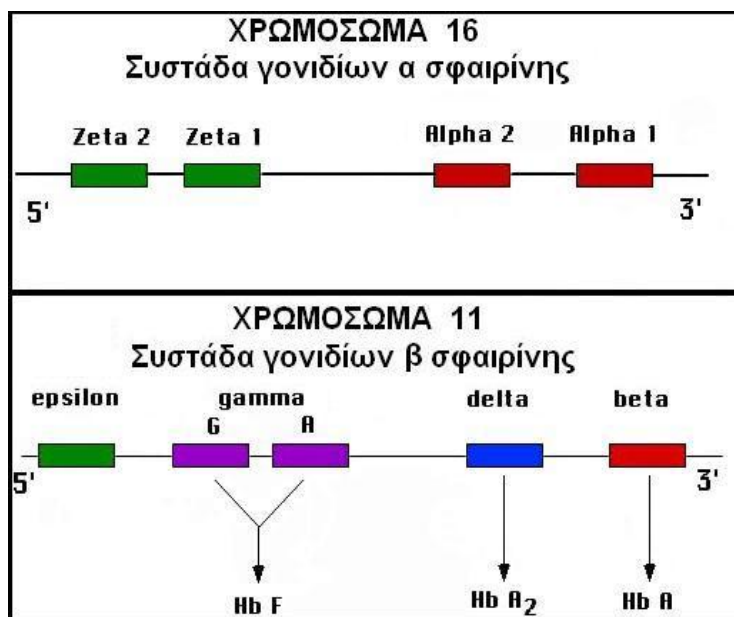 ΧΡΩΜΟΣΩΜΑ 16
Συστάδα γονιδίων α σφαιρίνης
Zeta 2 Zeta 1 Alpha 2 Alpha 1
5' 3'
ΧΡΩΜΟΣΩΜΑ 11
Συστάδα γονιδίων β σφαιρίνης
epsilon gamma delta beta
G A
5' 3'
Hb F Hb A₂ Hb A